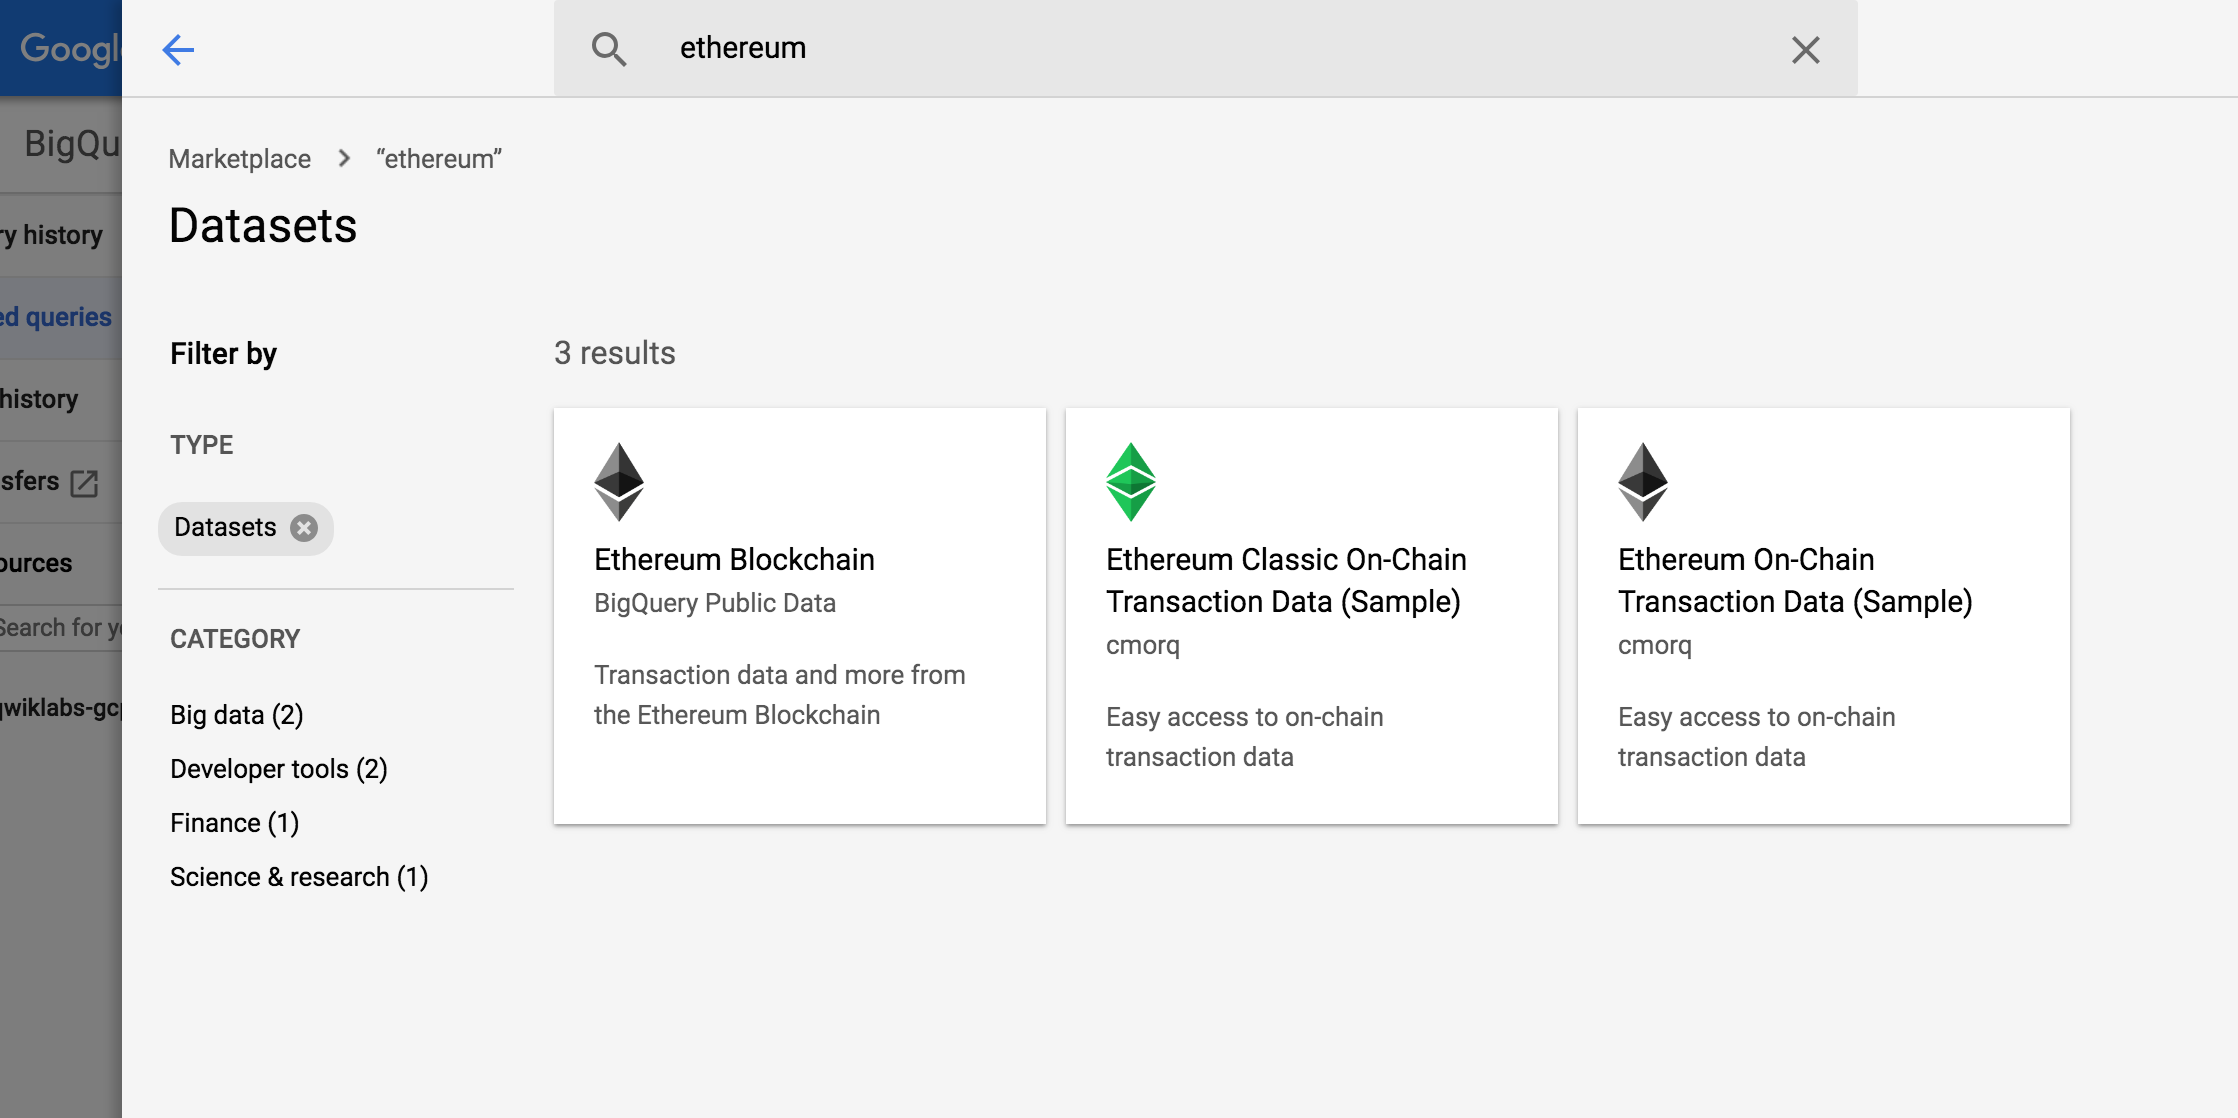 Google
ethereum
BigQu
Marketplace > “ethereum”
Datasets
ry history
ed queries
history
sfers
ources
Search for y
qwiklabs-gcp
Filter by
3 results
TYPE
Datasets
CATEGORY
Big data (2)
Developer tools (2)
Finance (1)
Science & research (1)
Ethereum Blockchain
BigQuery Public Data
Transaction data and more from
the Ethereum Blockchain
Ethereum Classic On-Chain
Transaction Data (Sample)
cmorq
Easy access to on-chain
transaction data
Ethereum On-Chain
Transaction Data (Sample)
cmorq
Easy access to on-chain
transaction data